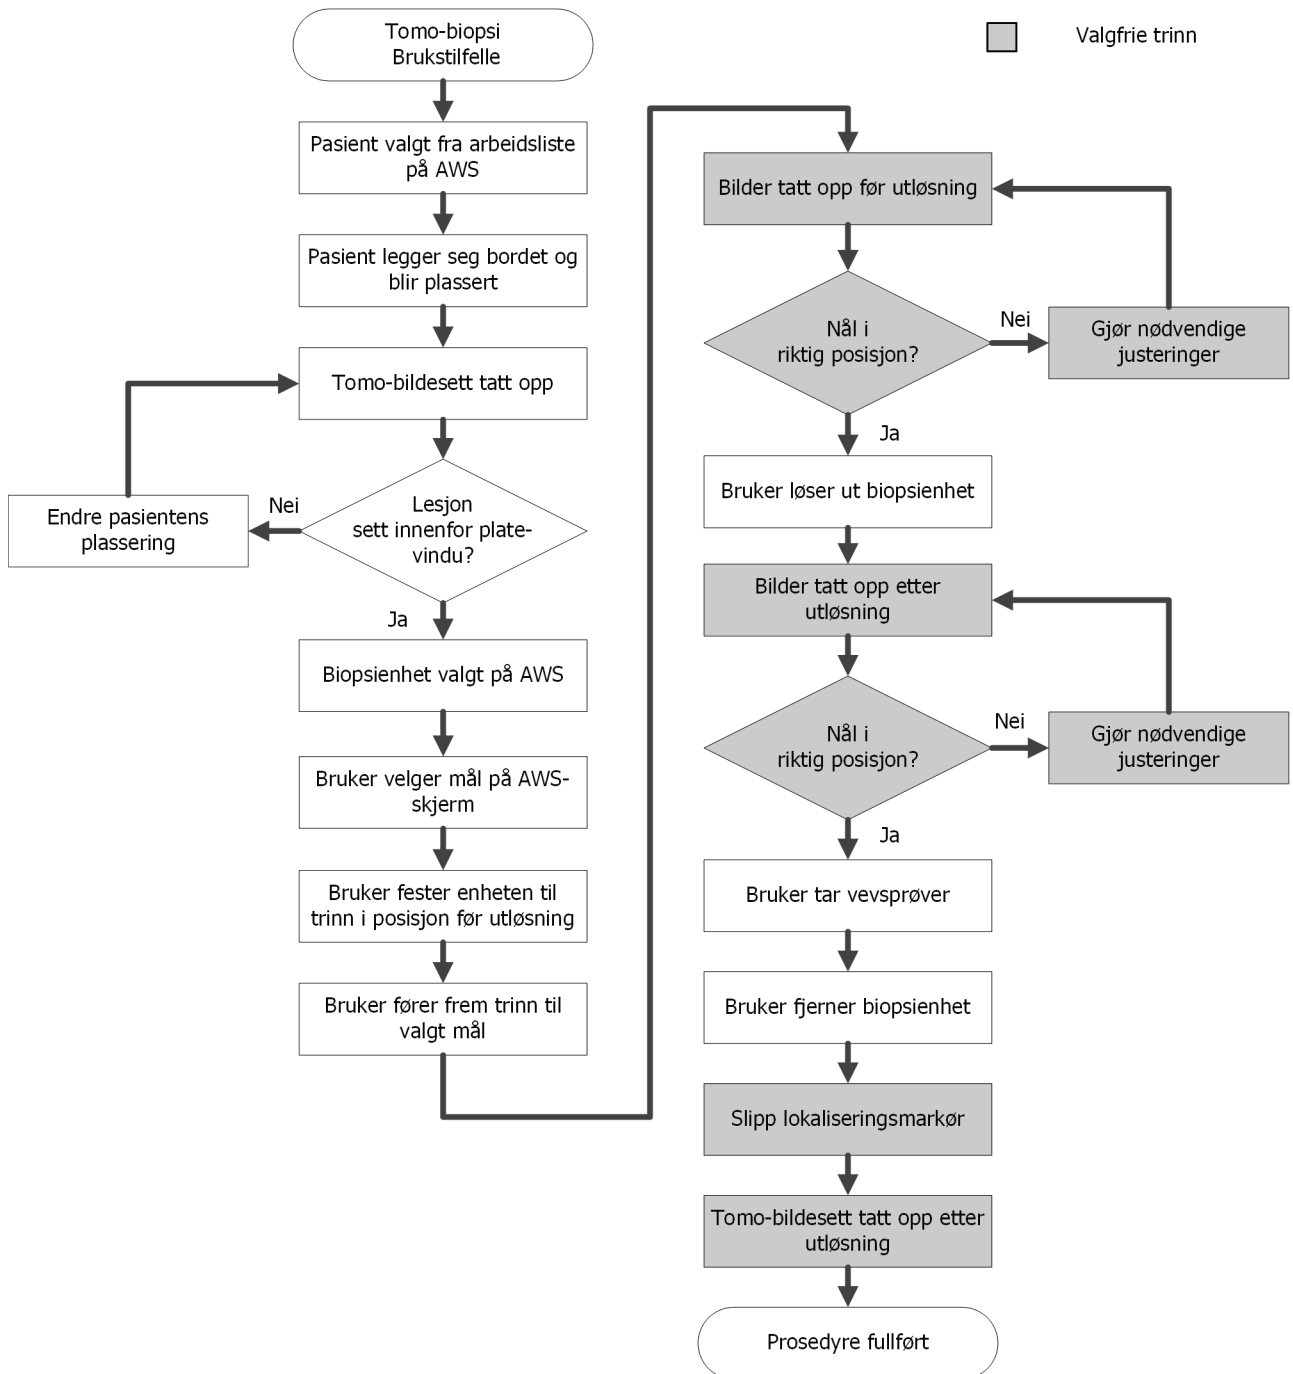 Tomo-biopsi
Brukstilfelle
Pasient valgt fra arbeidsliste
på AWS
Pasient legger seg bordet og
blir plassert
Tomo-bildesett tatt opp
Lesjon
sett innenfor plate-
vindu?
Nei
Endre pasientens
plassering
Ja
Biopsienhet valgt på AWS
Bruker velger mål på AWS-
skjerm
Bruker fester enheten til
trinn i posisjon før utløsning
Bruker fører frem trinn til
valgt mål
Valgfrie trinn
Bilder tatt opp før utløsning
Nål i
riktig posisjon?
Nei
Gjør nødvendige
justeringer
Ja
Bruker løser ut biopsienhet
Bilder tatt opp etter
utløsning
Nål i
riktig posisjon?
Nei
Gjør nødvendige
justeringer
Ja
Bruker tar vevsprøver
Bruker fjerner biopsienhet
Slipp lokaliseringsmarkør
Tomo-bildesett tatt opp etter
utløsning
Prosedyre fullført